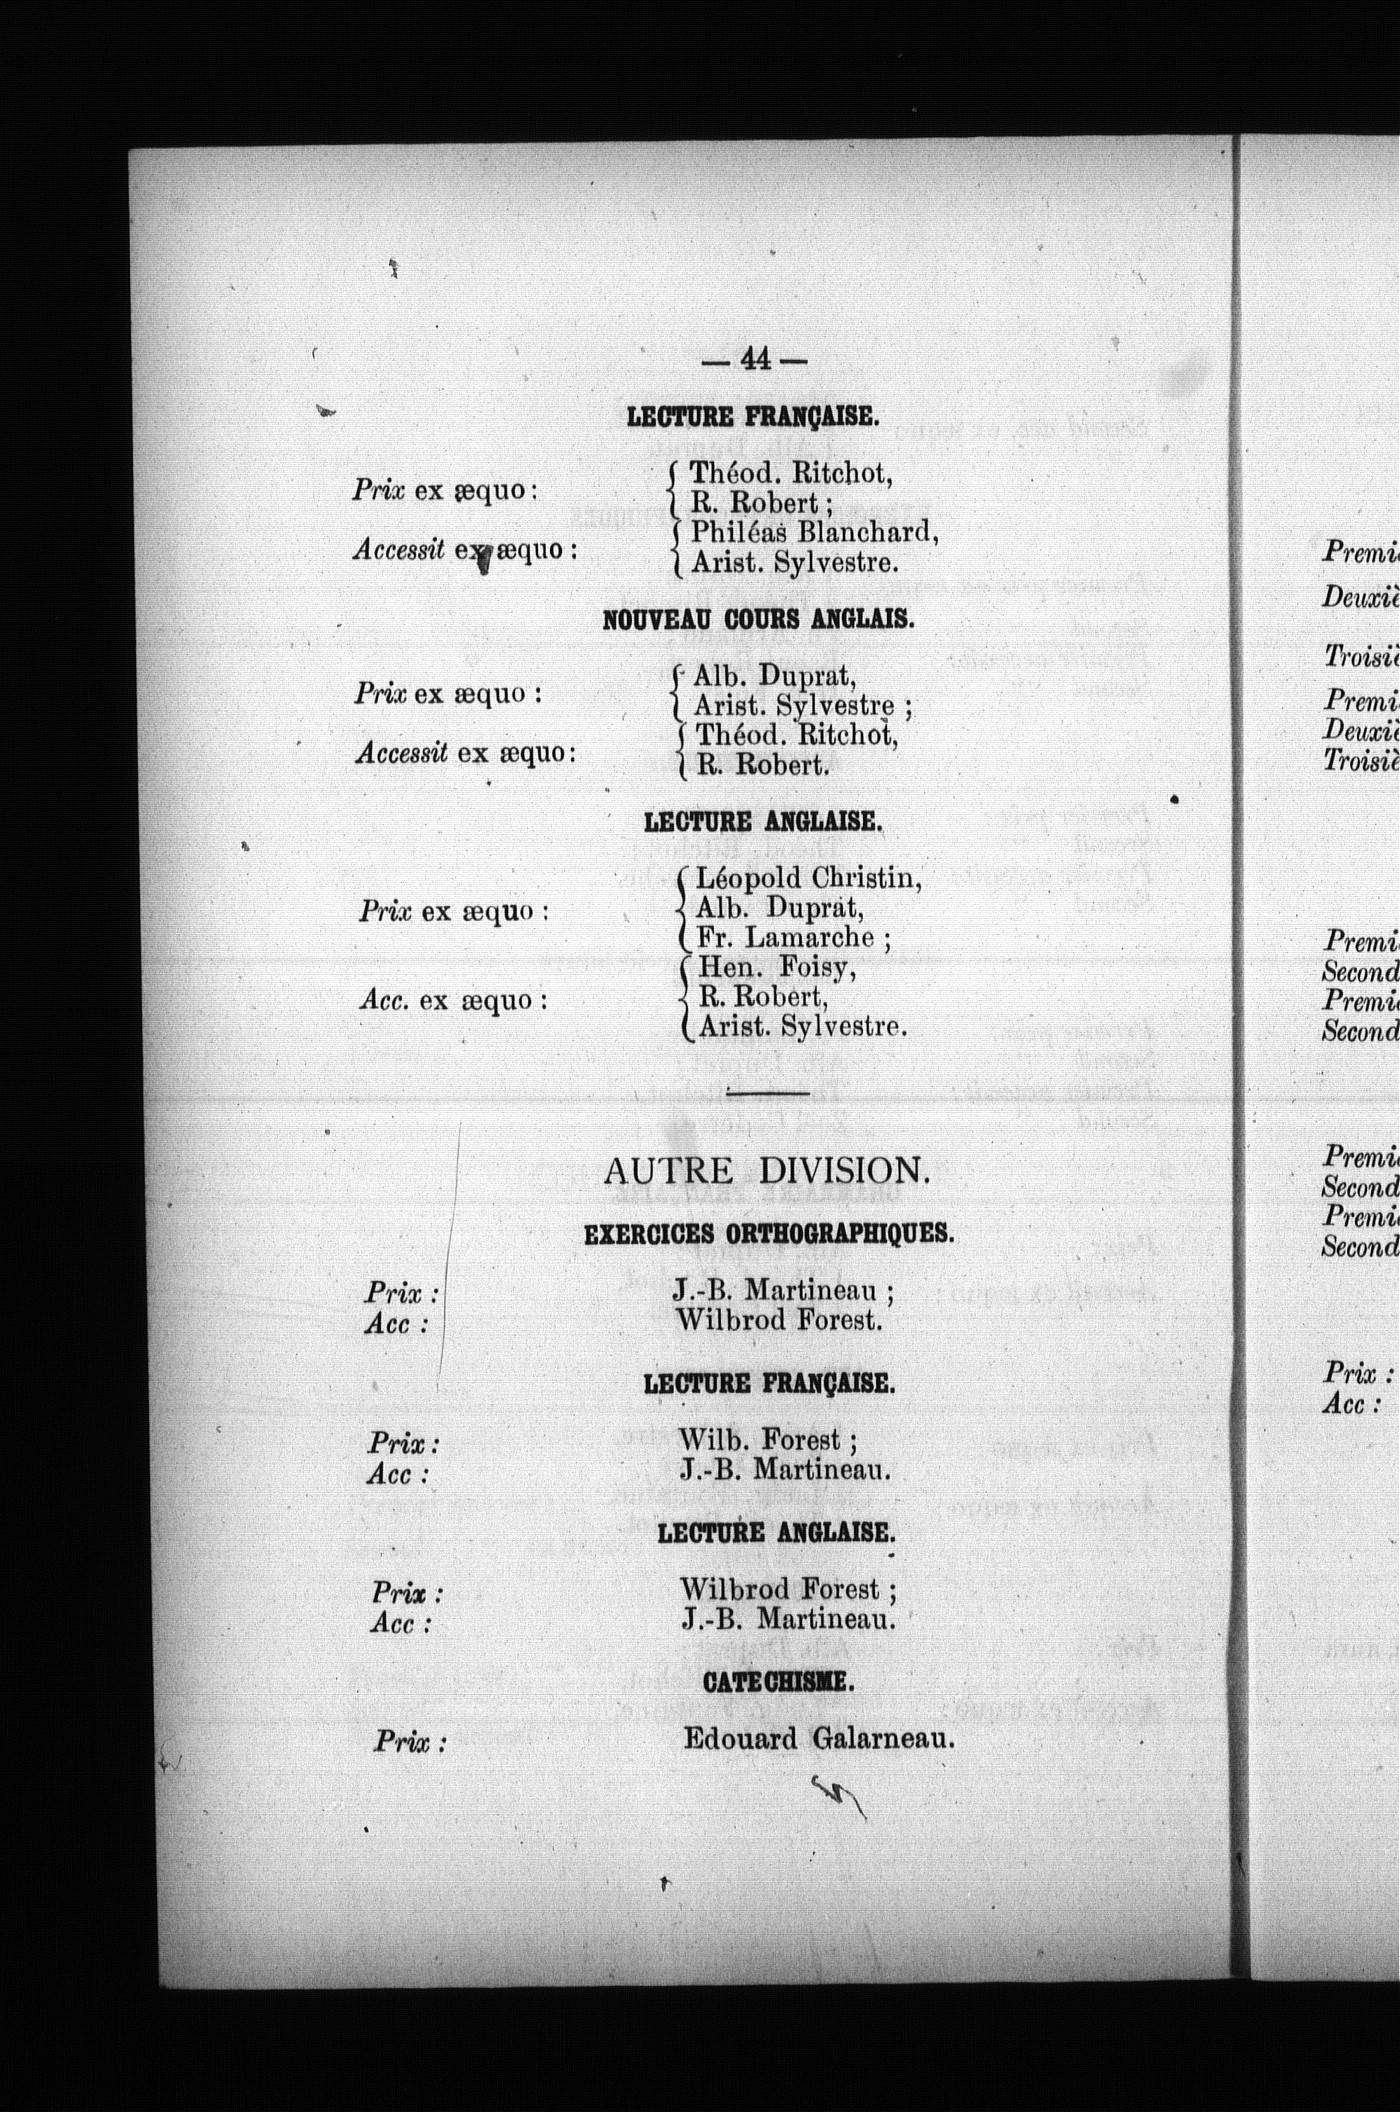 — 44 —
LECTURE FRANÇAISE.
Prix ex æquo :
{ Théod. Ritchot,
R. Robert ;
Accessit ex æquo :
{ Philéas Blanchard,
Arist. Sylvestre.
NOUVEAU COURS ANGLAIS.
Prix ex æquo :
{ Alb. Duprat,
Arist. Sylvestre ;
Accessit ex æquo :
{ Théod. Ritchot,
R. Robert.
LECTURE ANGLAISE.
Prix ex æquo :
{ Léopold Christin,
Alb. Duprat,
Fr. Lamarche ;
Acc. ex æquo :
{ Hen. Foisy,
R. Robert,
Arist. Sylvestre.
AUTRE DIVISION.
EXERCICES ORTHOGRAPHIQUES.
Prix : J.-B. Martineau ;
Acc : Wilbrod Forest.
LECTURE FRANÇAISE.
Prix : Wilb. Forest ;
Acc : J.-B. Martineau.
LECTURE ANGLAISE.
Prix : Wilbrod Forest ;
Acc : J.-B. Martineau.
CATECHISME.
Prix : Edouard Galarneau.
Premi
Deuxiè
Troisiè
Premi
Deuxiè
Troisiè
Premi
Second
Premi
Second
Premi
Second
Premi
Second
Prix :
Acc :